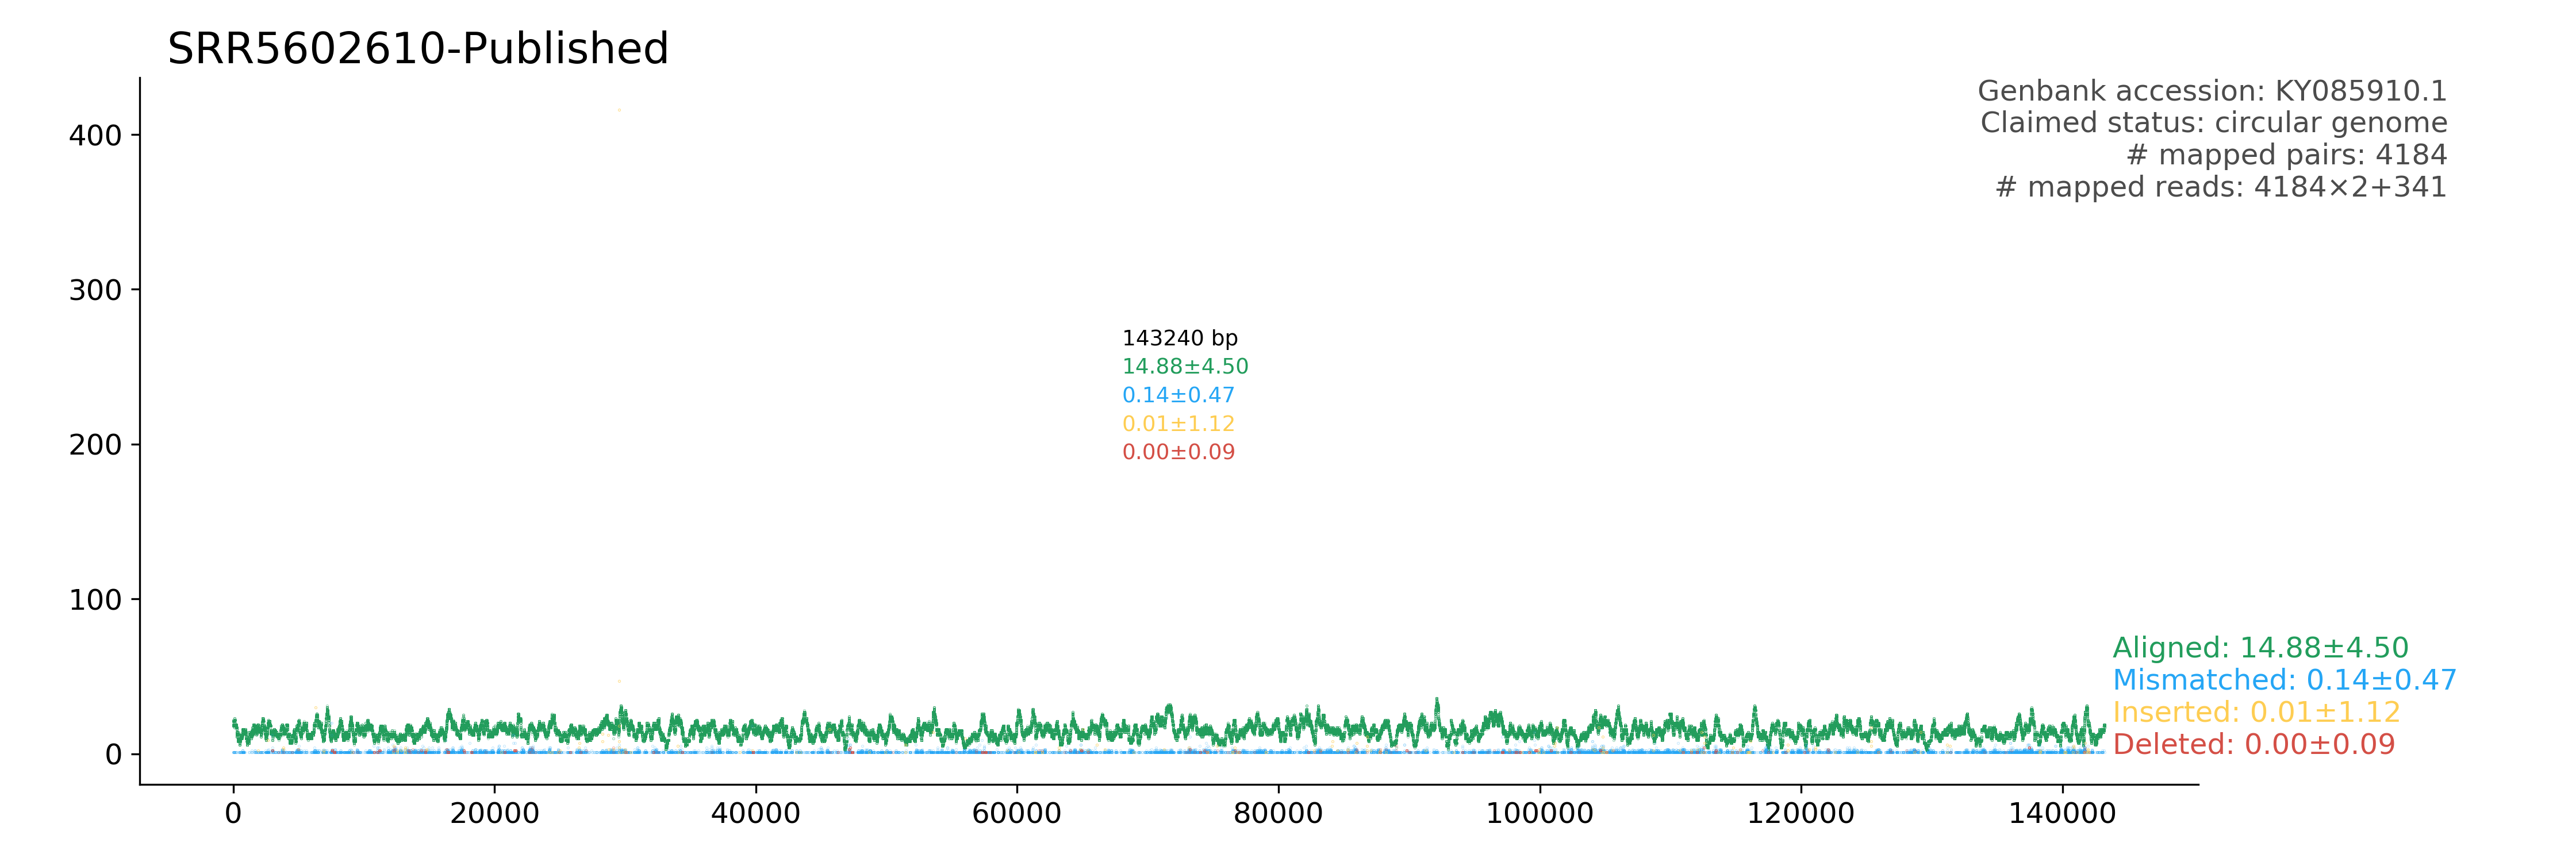 SRR5602610-Published
Genbank accession: KY085910.1
Claimed status: circular genome
# mapped pairs: 4184
# mapped reads: 4184×2+341
400
300
200
100
0
143240 bp
14.88±4.50
0.14±0.47
0.01±1.12
0.00±0.09
Aligned: 14.88±4.50
Mismatched: 0.14±0.47
Inserted: 0.01±1.12
Deleted: 0.00±0.09
0 20000 40000 60000 80000 100000 120000 140000